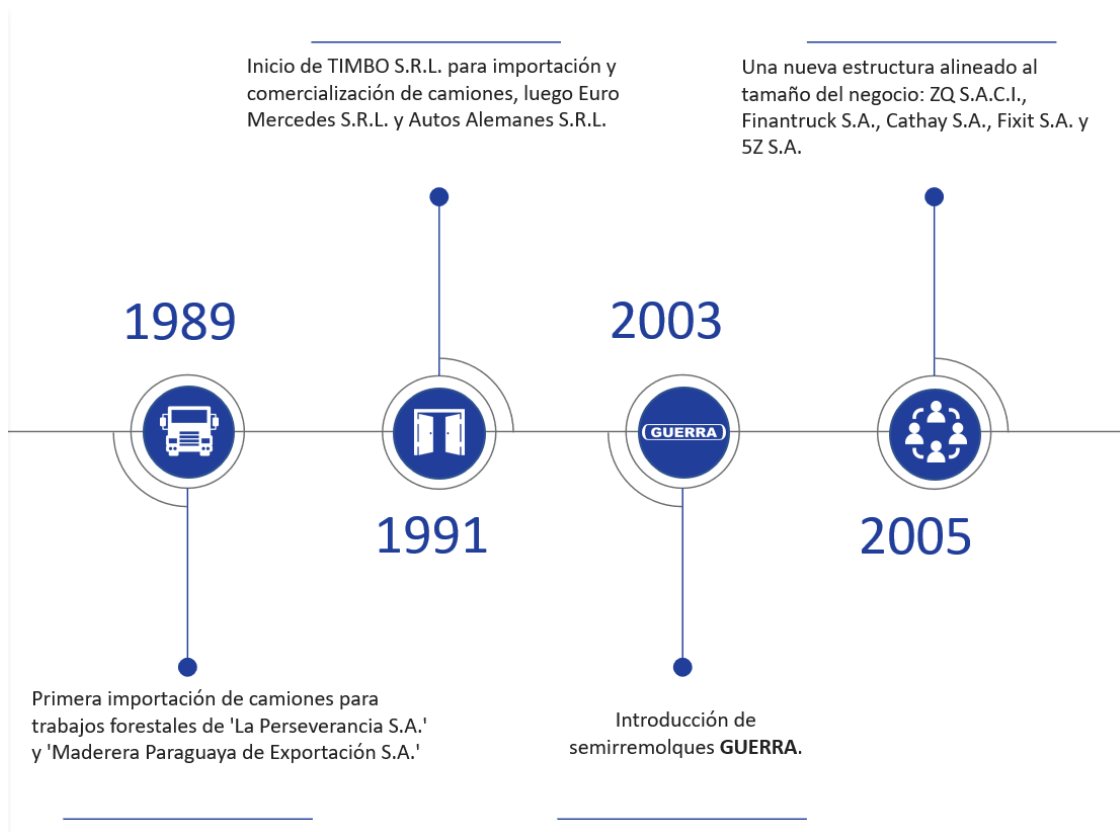 Inicio de TIMBO S.R.L. para importación y
comercialización de camiones, luego Euro
Mercedes S.R.L. y Autos Alemanes S.R.L.
Una nueva estructura alineado al
tamaño del negocio: ZQ S.A.C.I.,
Finantruck S.A., Cathay S.A., Fixit S.A. y
5Z S.A.
1989
2003
GUERRA
1991
2005
Primera importación de camiones para
trabajos forestales de 'La Perseverancia S.A.'
y 'Maderera Paraguaya de Exportación S.A.'
Introducción de
semirremolques GUERRA.